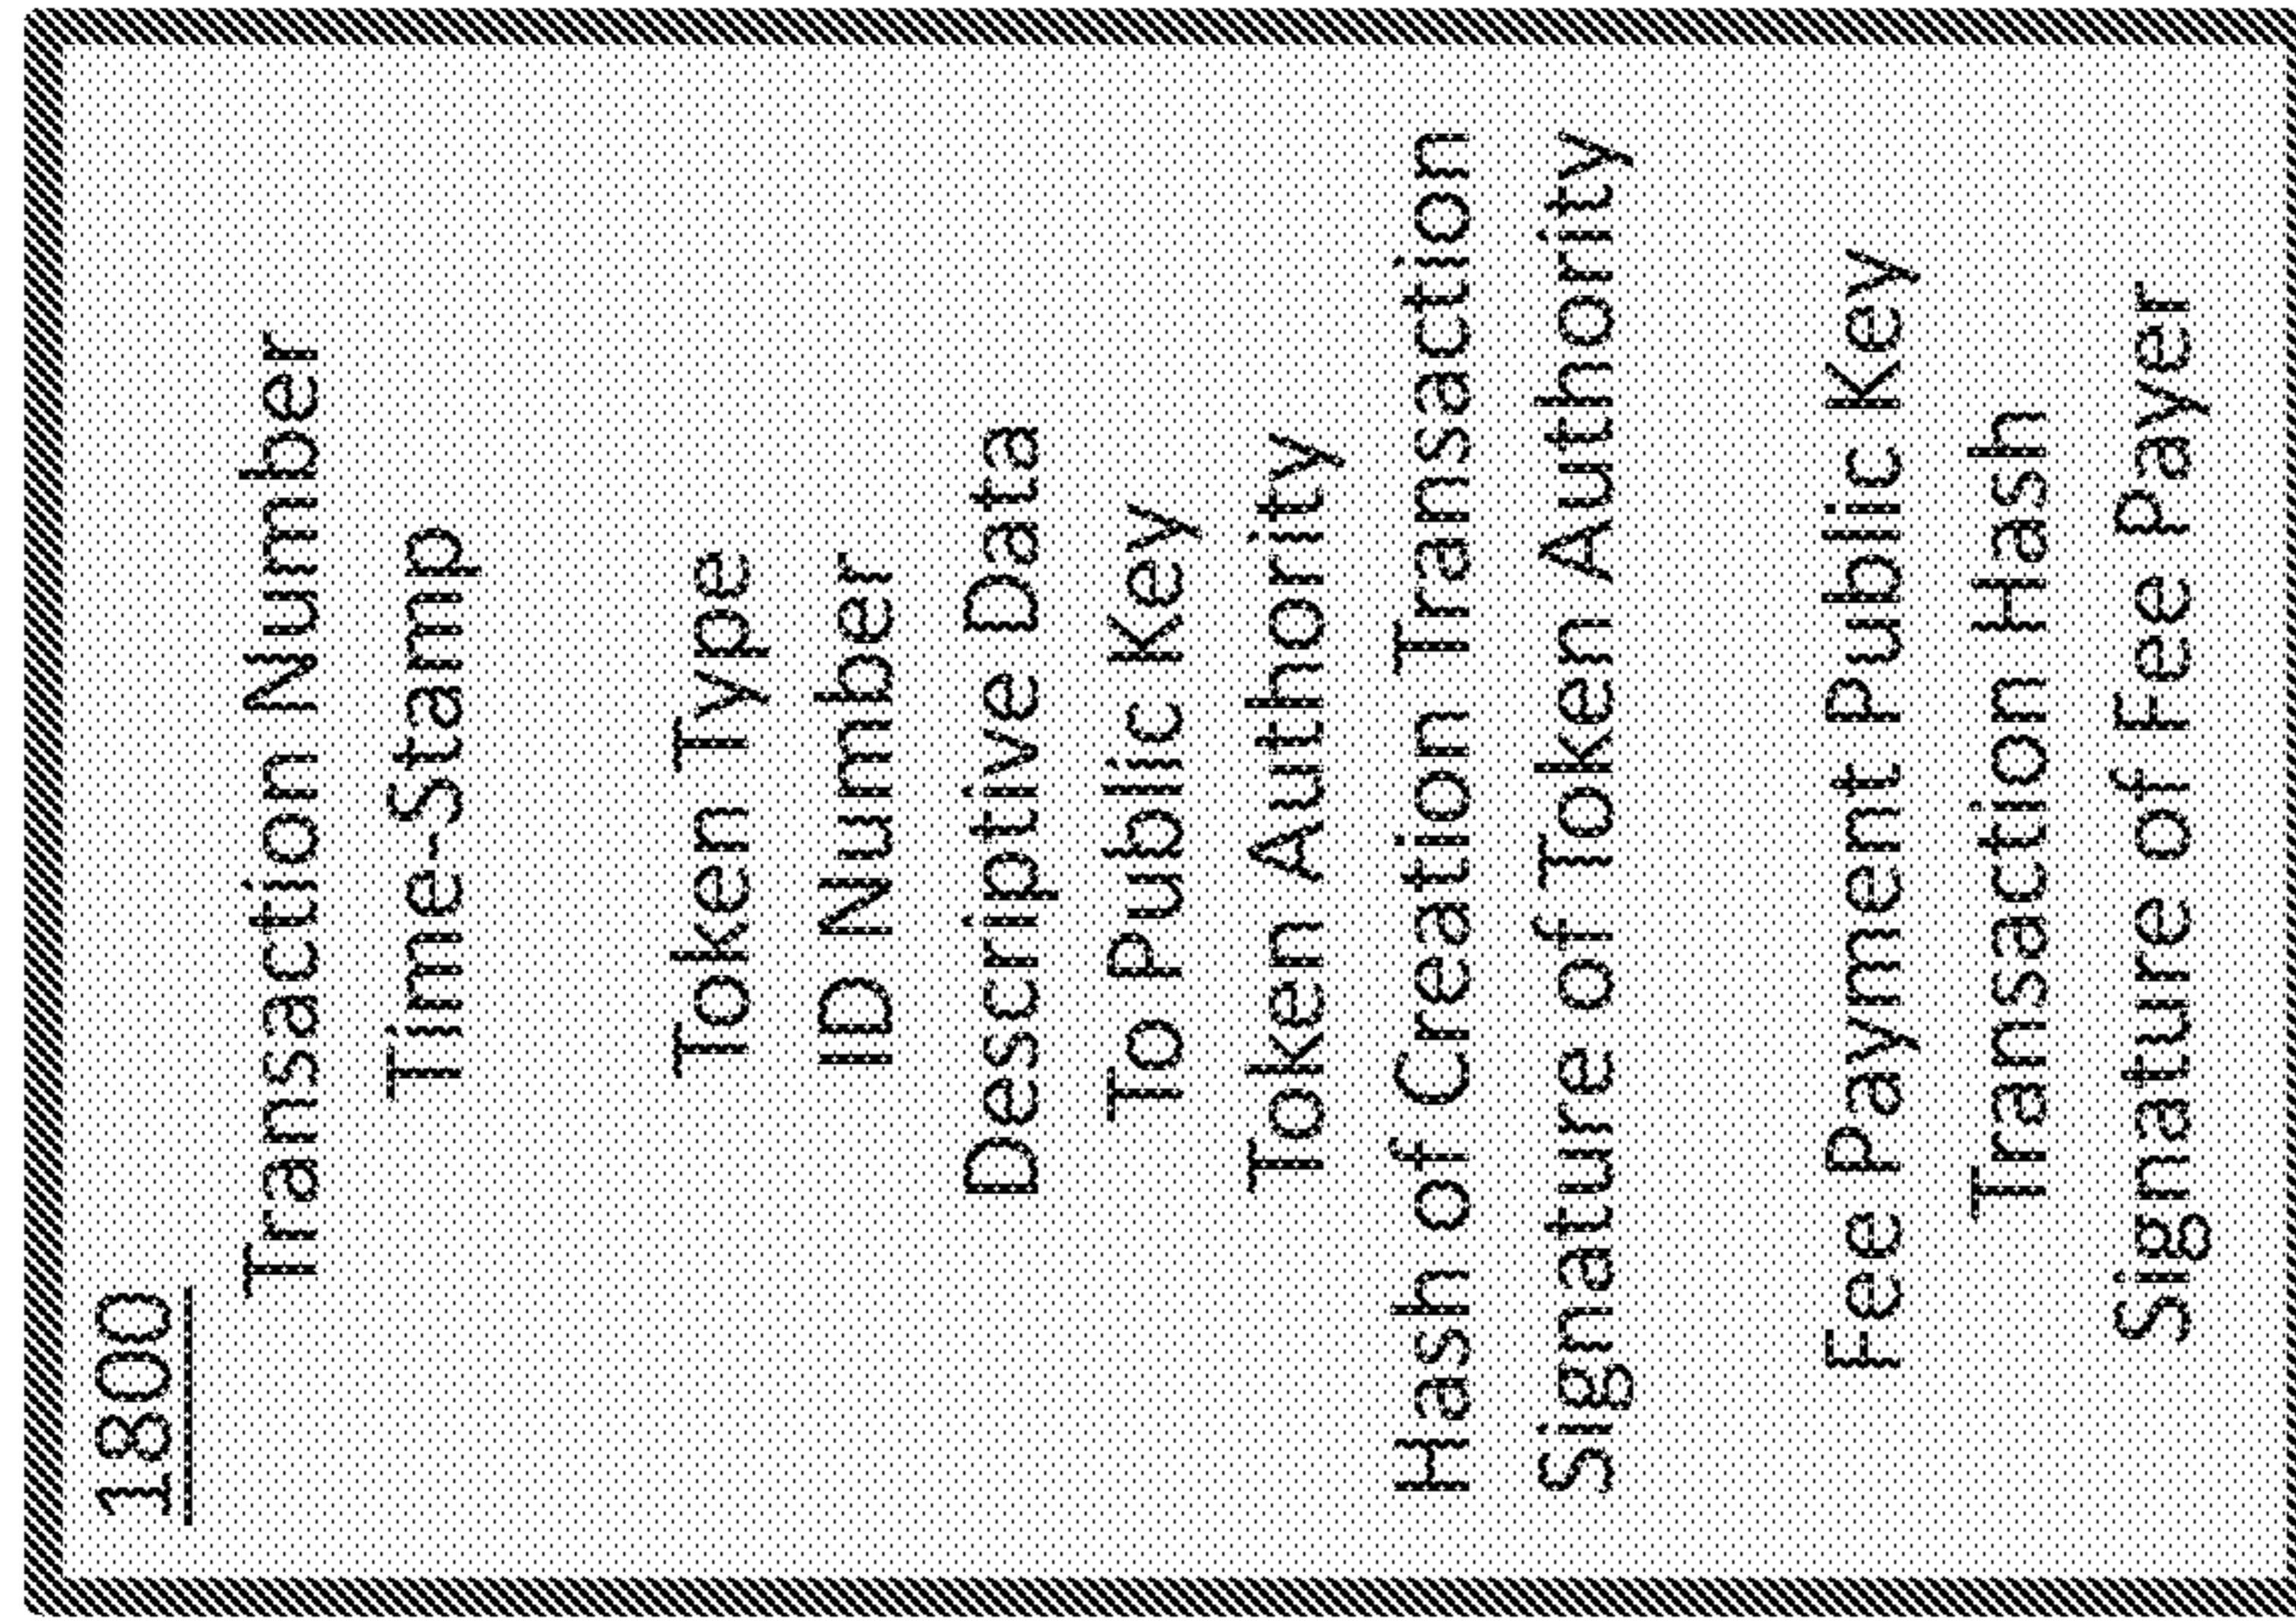 1800
Transaction Number
Time-Stamp
Token Type
ID Number
Descriptive Data
To Public Key
Token Authority
Hash of Creation Transaction
Signature of Token Authority
Fee Payment Public Key
Transaction Hash
Signature of Fee Payer